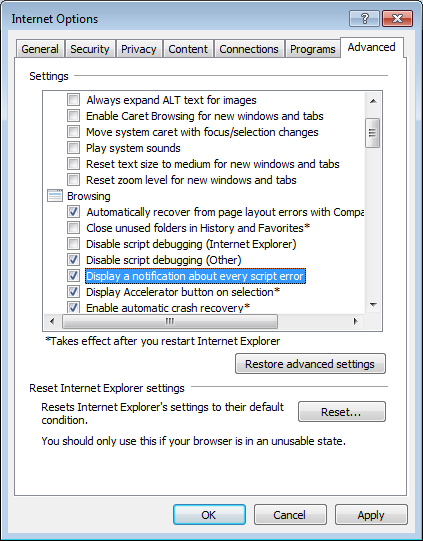 Internet Options
General Security Privacy Content Connections Programs Advanced
Settings
Always expand ALT text for images
Enable Caret Browsing for new windows and tabs
Move system caret with focus/selection changes
Play system sounds
Reset text size to medium for new windows and tabs
Reset zoom level for new windows and tabs
Browsing
Automatically recover from page layout errors with Compa
Close unused folders in History and Favorites*
Disable script debugging (Internet Explorer)
Disable script debugging (Other)
Display a notification about every script error
Display Accelerator button on selection*
Enable automatic crash recovery*
*Takes effect after you restart Internet Explorer
Restore advanced settings
Reset Internet Explorer settings
Resets Internet Explorer's settings to their default
condition.
Reset...
You should only use this if your browser is in an unusable state.
OK Cancel Apply